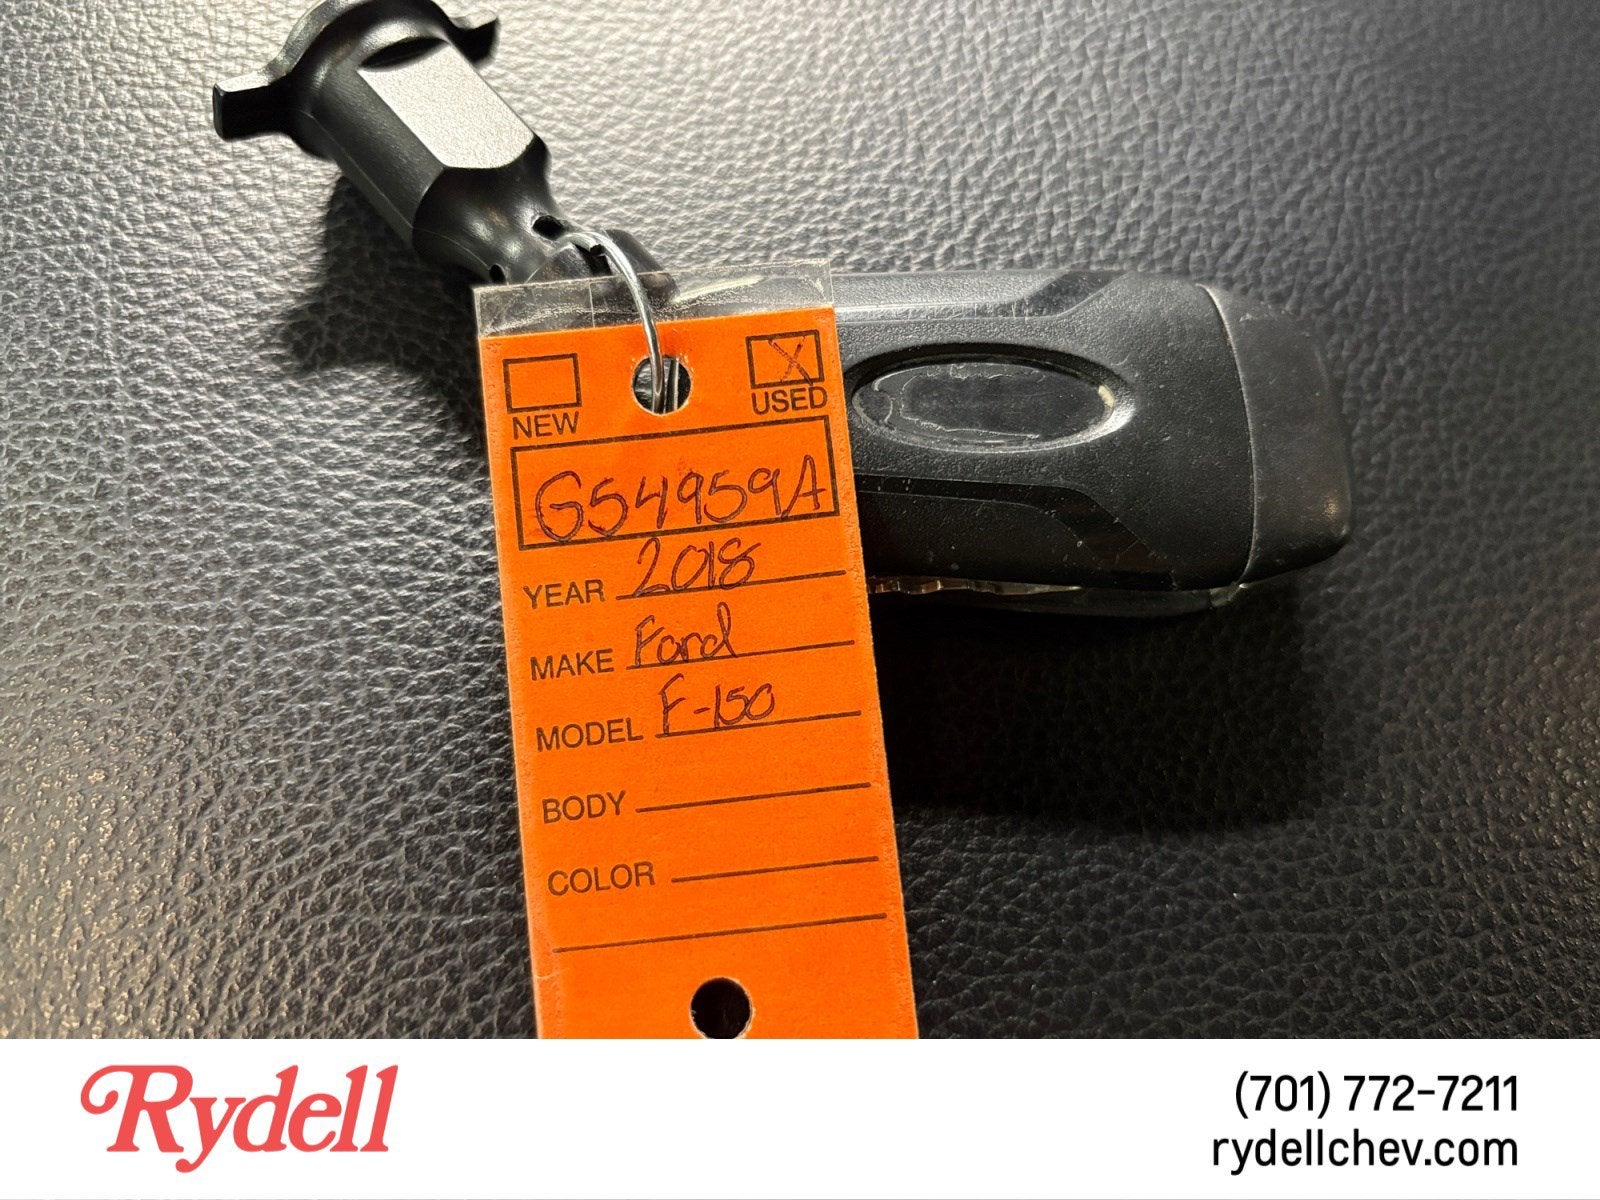 NEW
X
USED
G54959A
YEAR 2018
MAKE Ford
MODEL F-150
BODY
COLOR
Rydell
(701) 772-7211
rydellchev.com